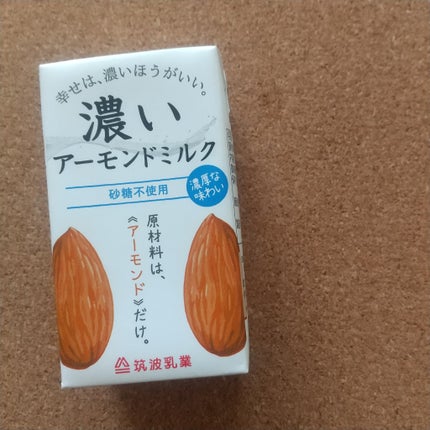 幸せは、濃いほうがいい。
濃い
アーモンドミルク
砂糖不使用
濃厚な
味わい
原材料は、
《アーモンド》だけ。
筑波乳業